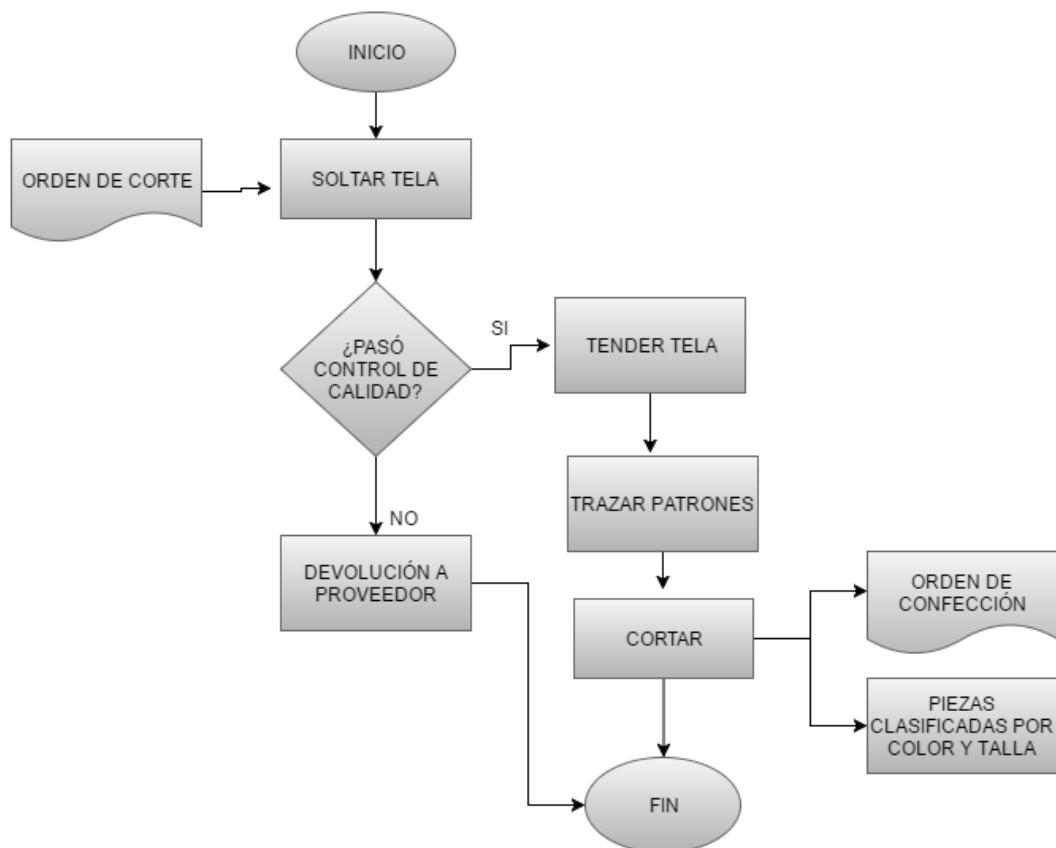 INICIO
ORDEN DE CORTE
SOLTAR TELA
¿PASÓ
CONTROL DE
CALIDAD?
SI
TENDER TELA
TRAZAR PATRONES
NO
DEVOLUCIÓN A
PROVEEDOR
CORTAR
ORDEN DE
CONFECCIÓN
PIEZAS
CLASIFICADAS POR
COLOR Y TALLA
FIN